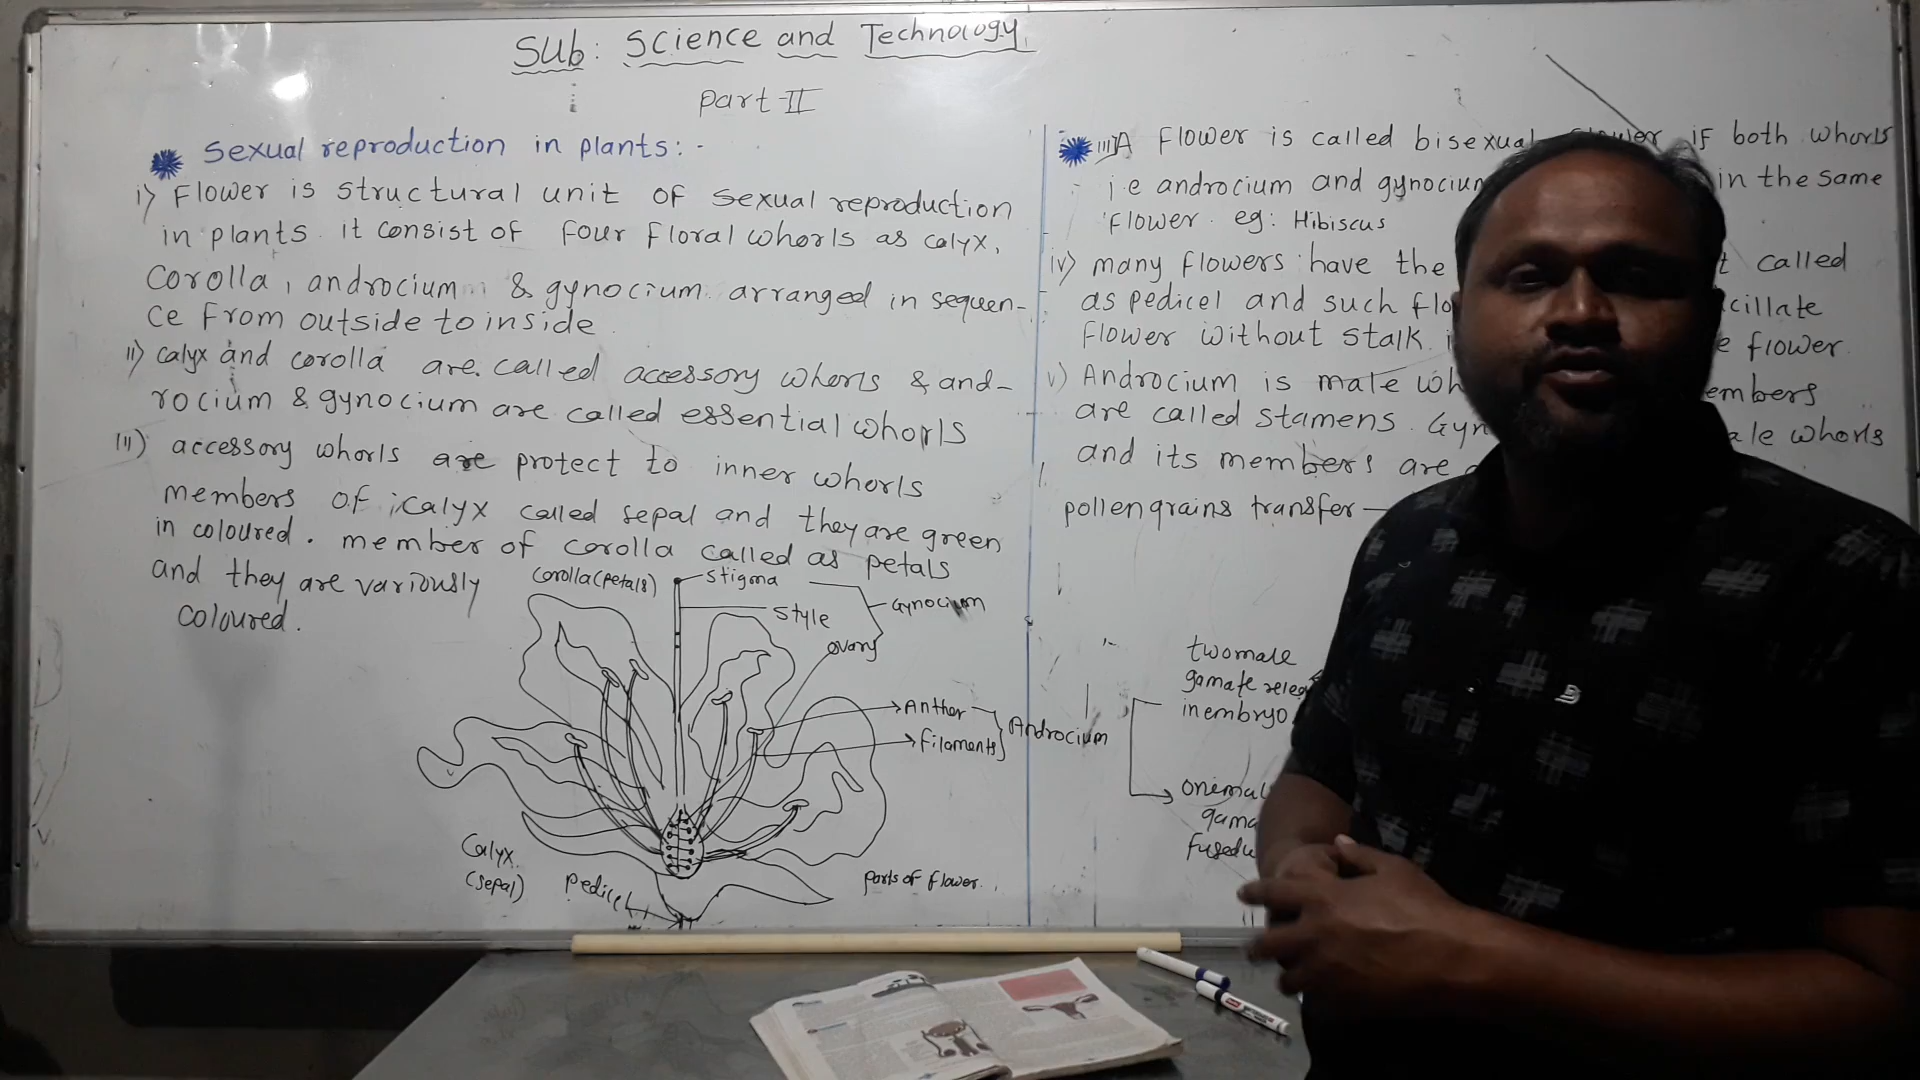 Sub: Science and Technology
part-II
Sexual reproduction in plants: -
i) Flower is structural unit of sexual reproduction
in plants. it consist of four floral whorls as calyx,
corolla, androcium & gynocium. arranged in sequen-
ce from outside to inside.
ii) calyx and corolla are called accessory whorls & and-
rocium & gynocium are called essential whorls
iii) accessory whorls are protect to inner whorls
members of calyx called sepal and they are green
in coloured. member of corolla called as petals
and they are variously
coloured.
corolla(petals)
stigma
style
ovary
Gynocium
Anther
filaments
Androcium
Calyx
(sepal)
pedicel
parts of flower.
iii) A flower is called bisexual flower if both whorls
i.e androcium and gynocium in the same
flower. eg: Hibiscus
iv) many flowers have the called
as pedicel and such
flower without stalk flower.
v) Androcium is male members
are called stamens. whorls
and its members are
pollengrains transfer
two male
gamate
in embryo
gama